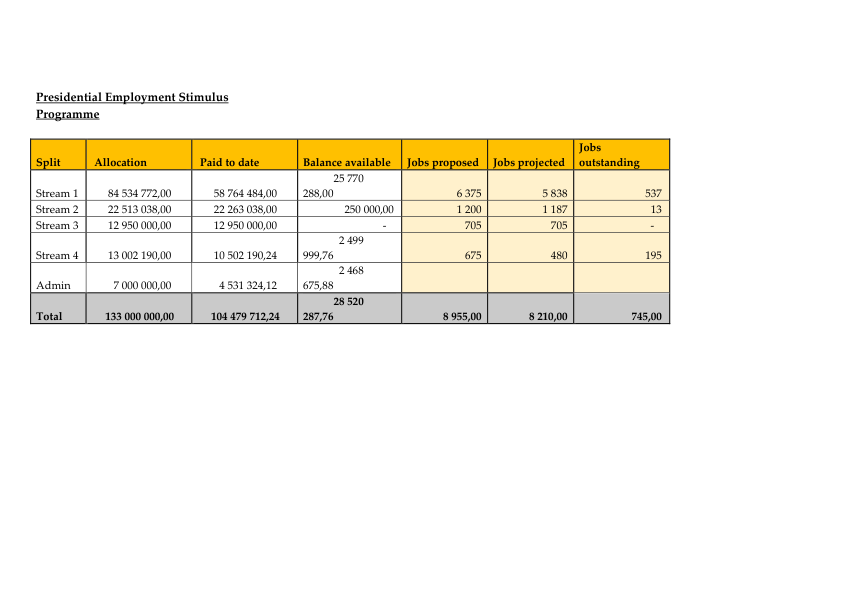 Presidential Employment Stimulus
Programme
Split Allocation Paid to date Balance available Jobs proposed Jobs projected Jobs outstanding
Stream 1 84 534 772,00 58 764 484,00 25 770 288,00 6 375 5 838 537
Stream 2 22 513 038,00 22 263 038,00 250 000,00 1 200 1 187 13
Stream 3 12 950 000,00 12 950 000,00 - 705 705 -
Stream 4 13 002 190,00 10 502 190,24 2 499 999,76 675 480 195
Admin 7 000 000,00 4 531 324,12 2 468 675,88
Total 133 000 000,00 104 479 712,24 28 520 287,76 8 955,00 8 210,00 745,00